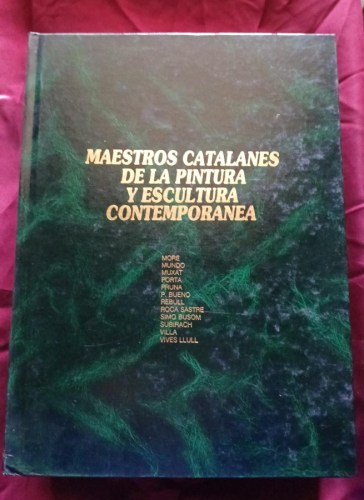 MAESTROS CATALANES
DE LA PINTURA
Y ESCULTURA
CONTEMPORANEA
MORE
MUNDO
MUXAT
PORTA
PRUNA
P. BUENO
REBULL
ROCA SASTRE
SIMO BUSOM
SUBIRACH
VILLA
VIVES LLULL